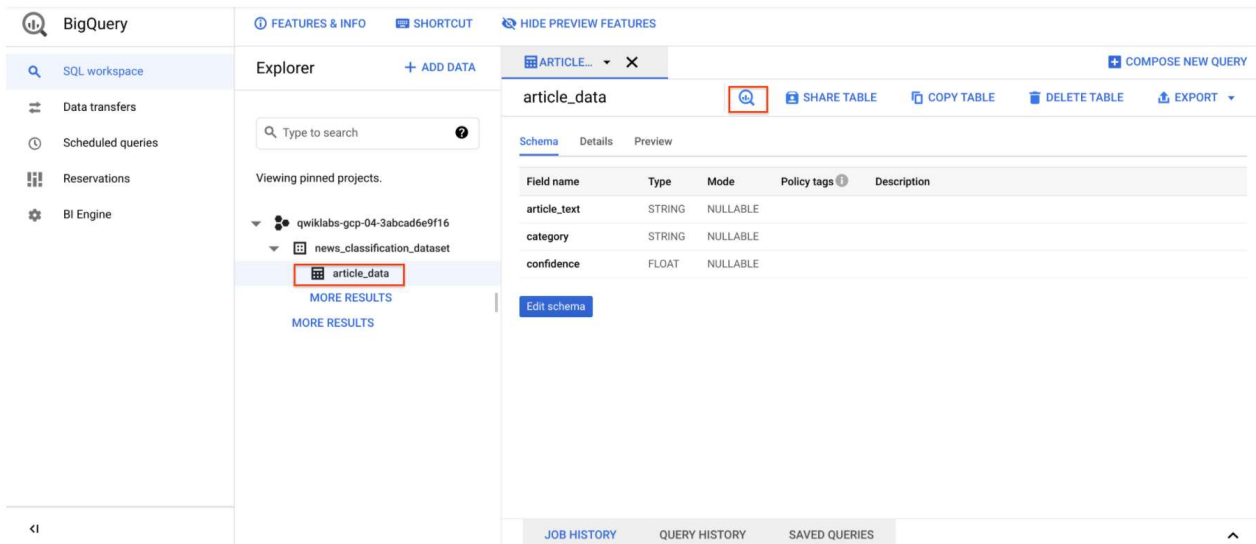 BigQuery
FEATURES & INFO
SHORTCUT
HIDE PREVIEW FEATURES
SQL workspace
Data transfers
Scheduled queries
Reservations
BI Engine
Explorer
+ ADD DATA
Type to search
Viewing pinned projects.
qwiklabs-gcp-04-3abcad6e9f16
news_classification_dataset
article_data
MORE RESULTS
MORE RESULTS
ARTICLE...
COMPOSE NEW QUERY
article_data
SHARE TABLE
COPY TABLE
DELETE TABLE
EXPORT
Schema Details Preview
Field name Type Mode Policy tags Description
article_text STRING NULLABLE
category STRING NULLABLE
confidence FLOAT NULLABLE
Edit schema
JOB HISTORY QUERY HISTORY SAVED QUERIES